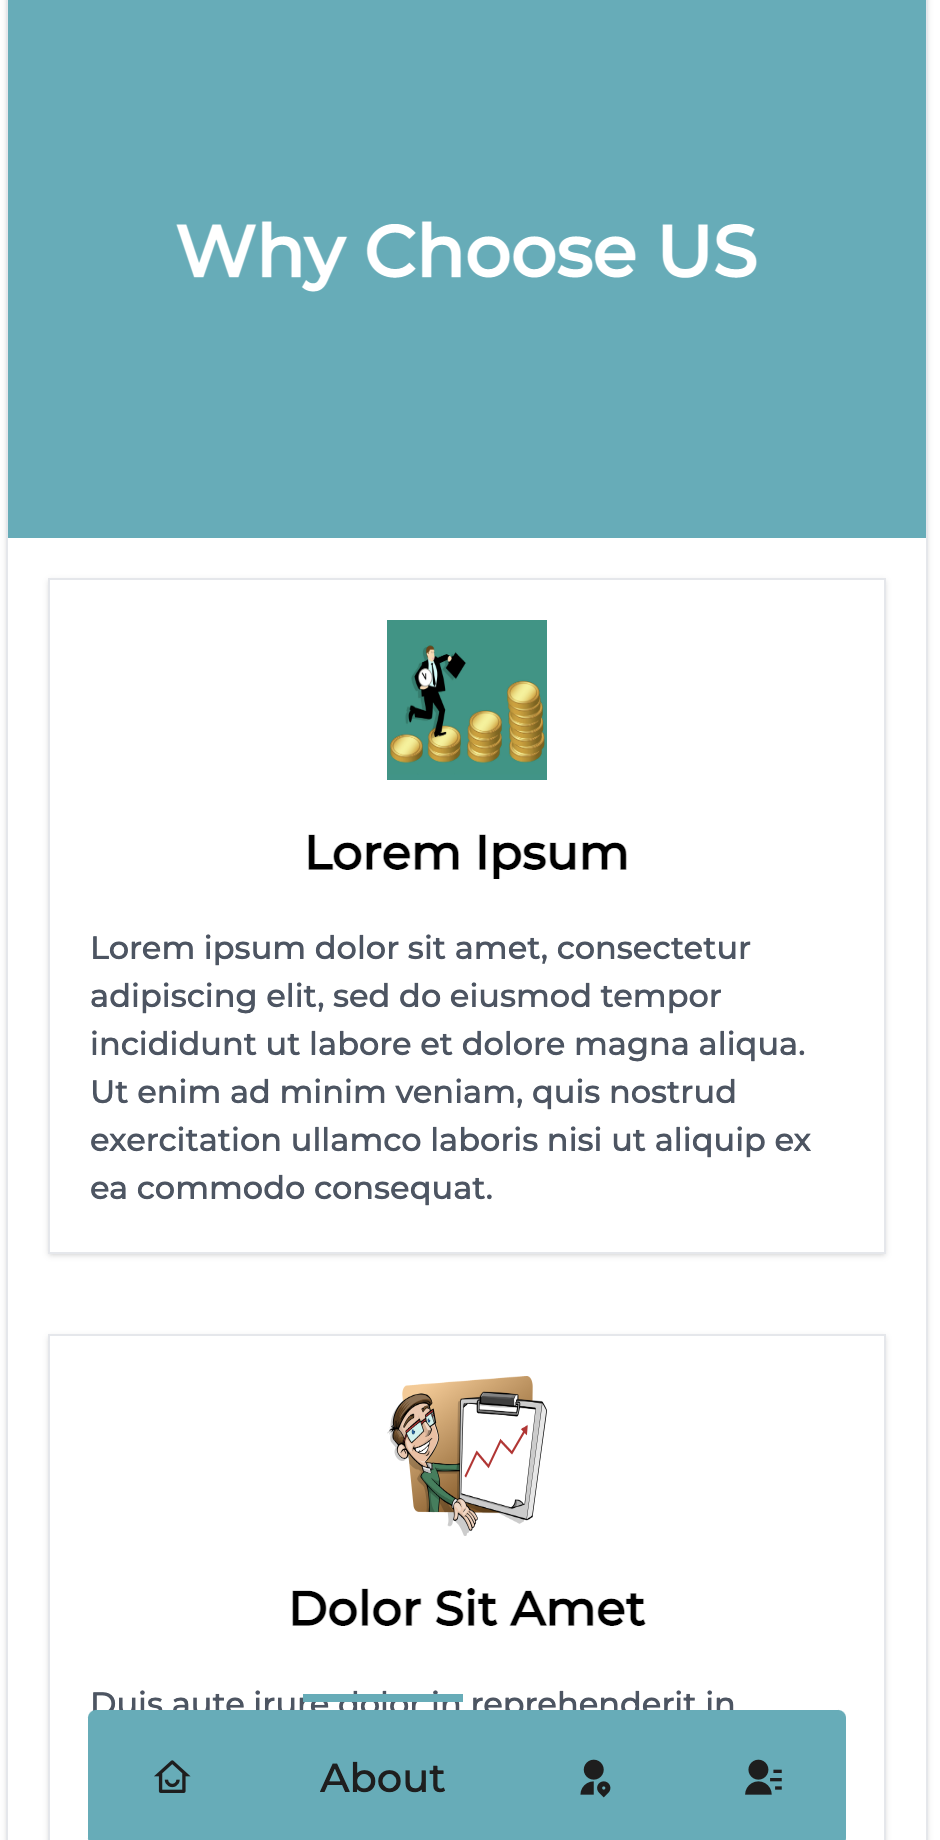 Why Choose US
Lorem Ipsum
Lorem ipsum dolor sit amet, consectetur
adipiscing elit, sed do eiusmod tempor
incididunt ut labore et dolore magna aliqua.
Ut enim ad minim veniam, quis nostrud
exercitation ullamco laboris nisi ut aliquip ex
ea commodo consequat.
Dolor Sit Amet
Duis aute irure dolor in reprehenderit in
About